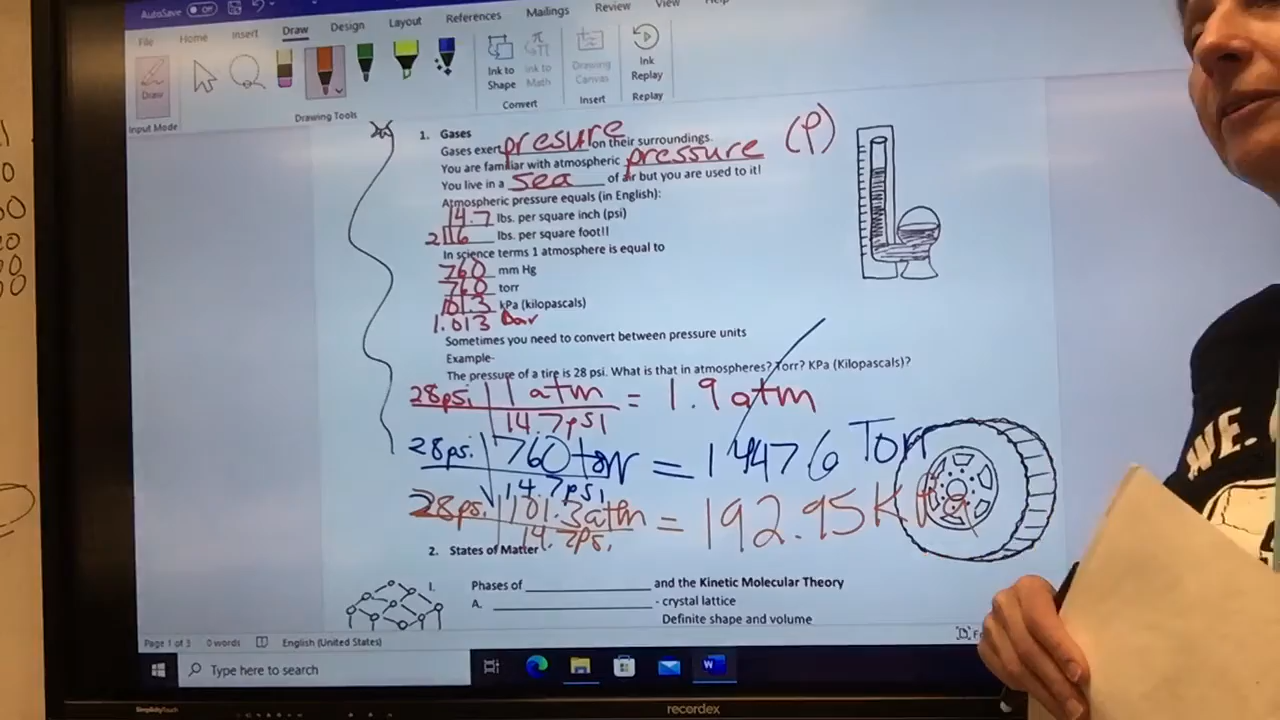 AutoSave Off
File Home Insert Draw Design Layout References Mailings Review View Help
Draw
Ink to Shape
Ink to Math
Drawing Canvas
Ink Replay
Input Mode
Drawing Tools
Convert
Insert
Replay
1. Gases
Gases exert presure on their surroundings. (P)
You are familiar with atmospheric pressure
You live in a sea of air but you are used to it!
Atmospheric pressure equals (in English):
14.7 lbs. per square inch (psi)
2116 lbs. per square foot!!
In science terms 1 atmosphere is equal to
760 mm Hg
760 torr
101.3 kPa (kilopascals)
1.013 bar
Sometimes you need to convert between pressure units
Example-
The pressure of a tire is 28 psi. What is that in atmospheres? Torr? KPa (Kilopascals)?
28psi 1 atm = 1.9 atm
14.7psi
28psi 760 torr = 1447.6 Torr
14.7psi
28psi 101.3atm = 192.95 KPa
14.7psi
2. States of Matter
I. Phases of and the Kinetic Molecular Theory
A. - crystal lattice
Definite shape and volume
Page 1 of 3 0 words English (United States)
Type here to search
SimplicityTouch
recordex
WE.